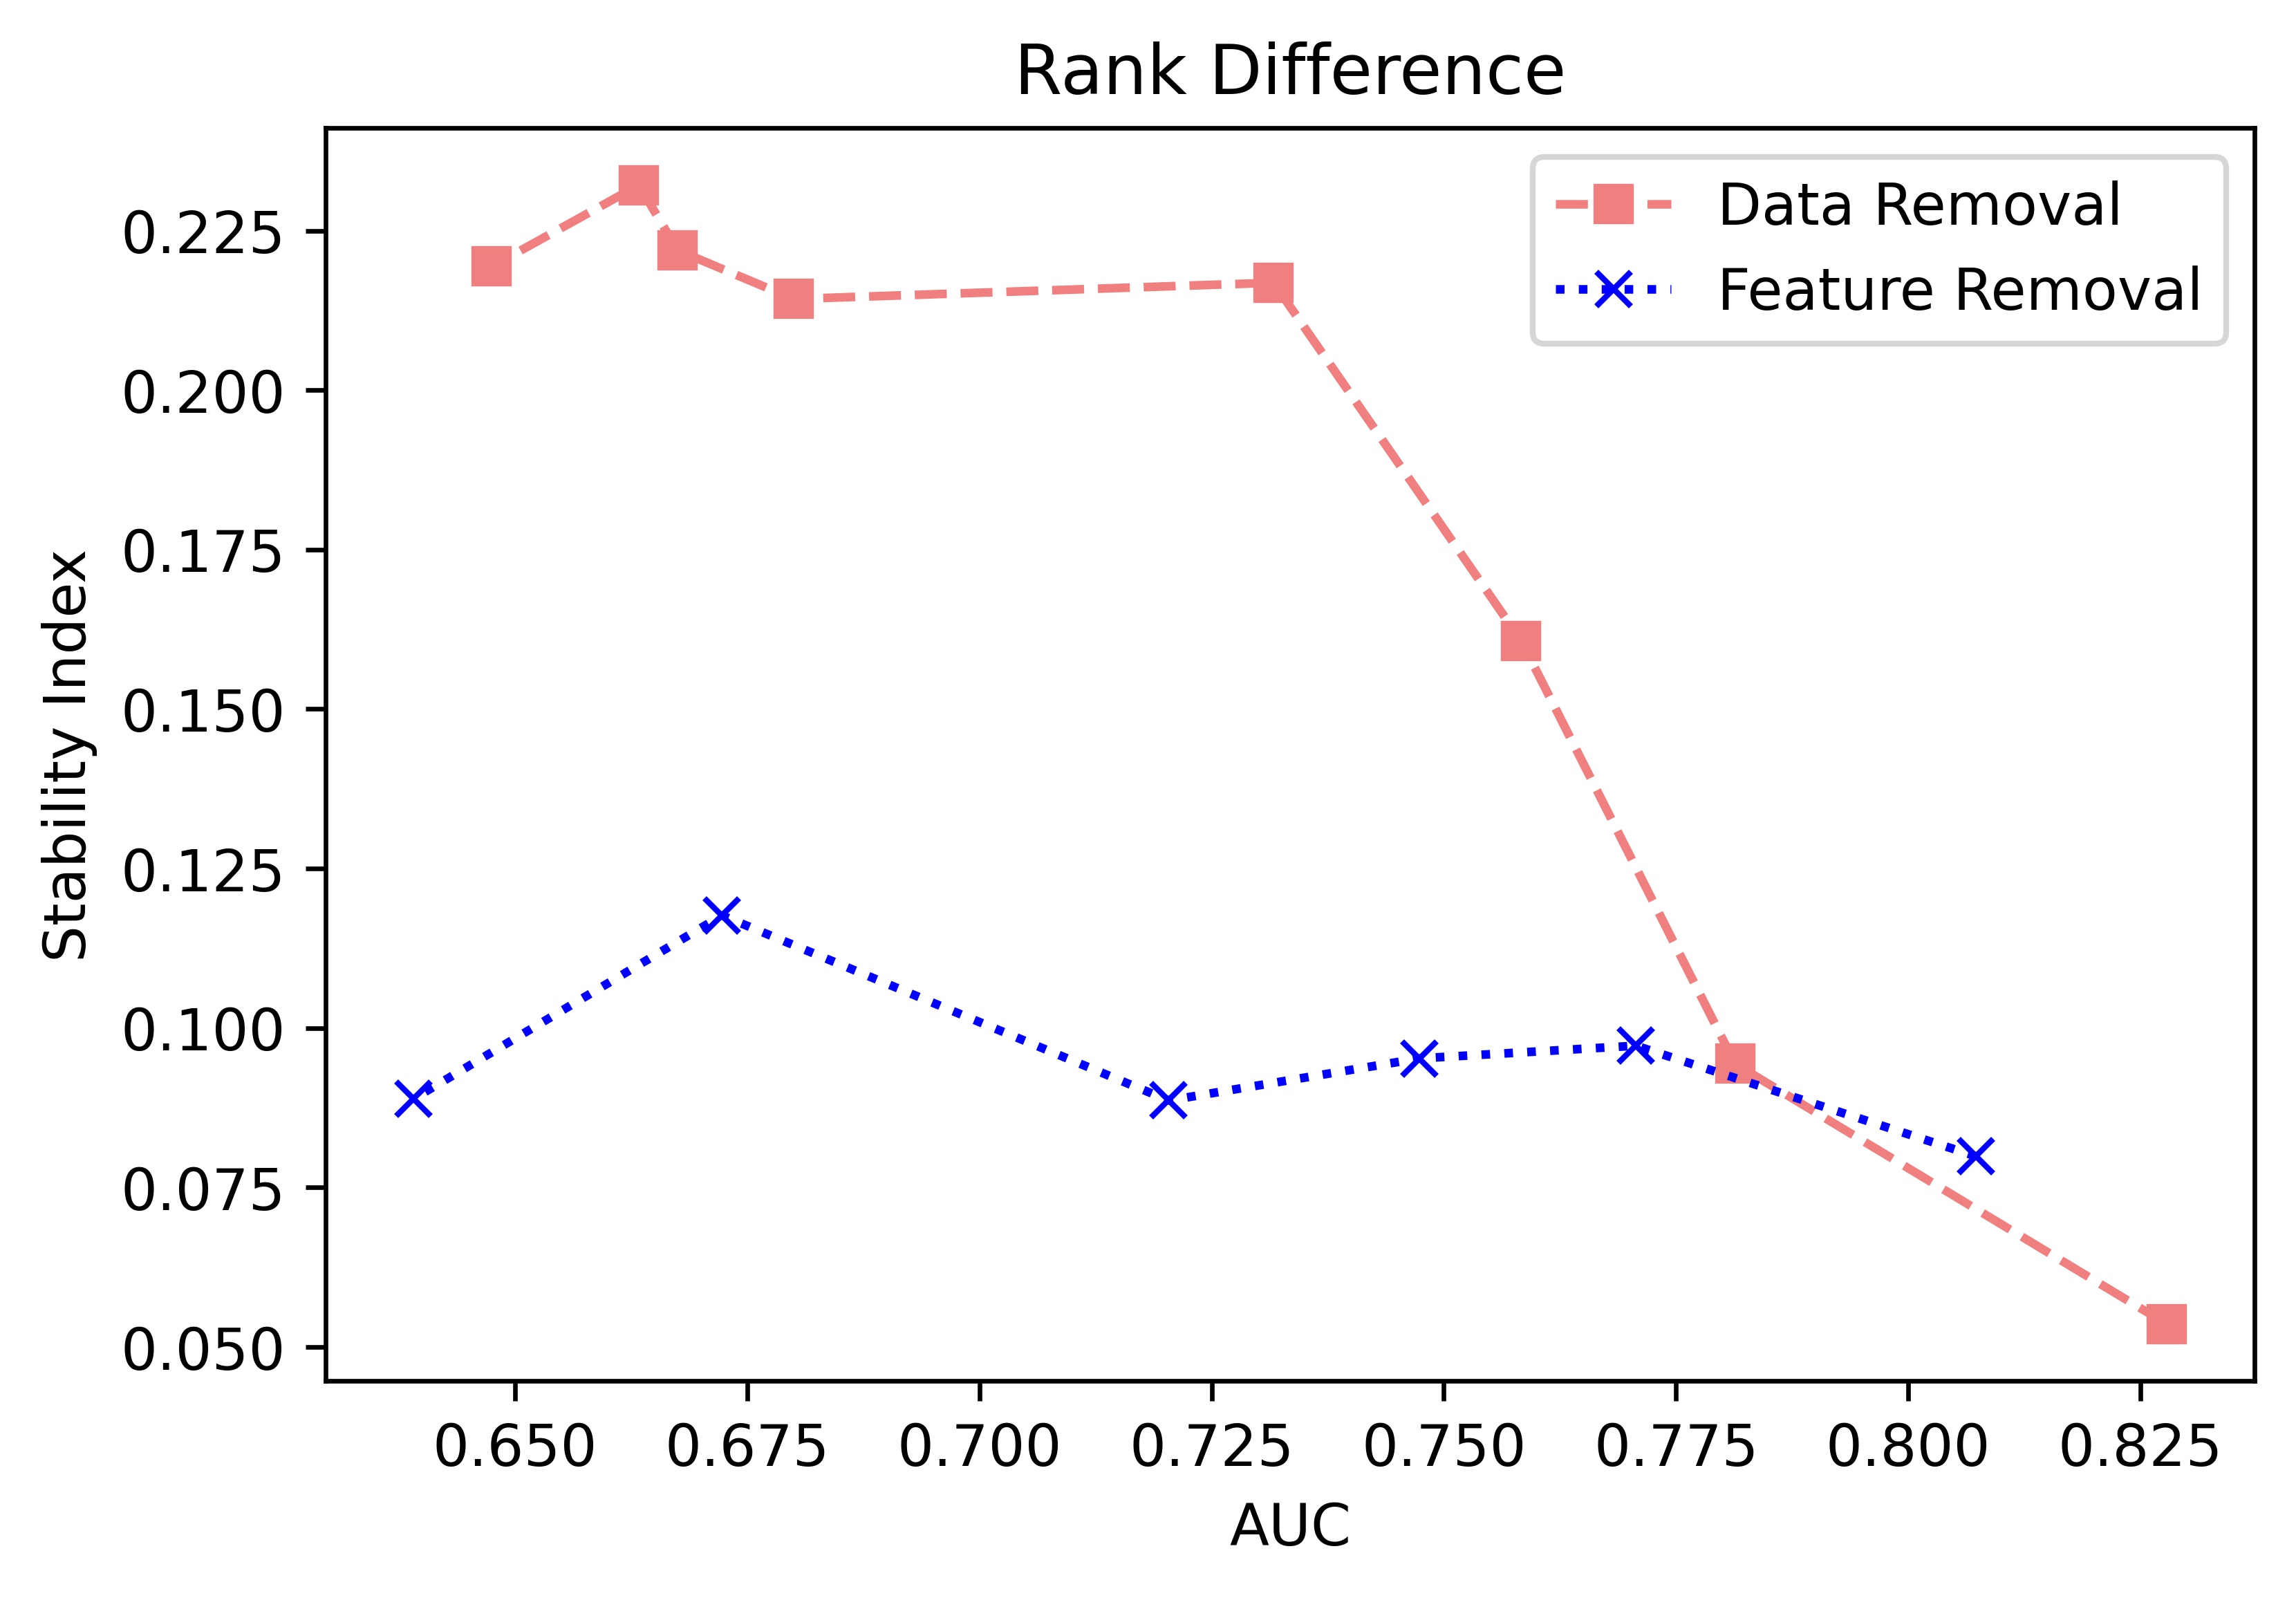 Rank Difference
Data Removal
Feature Removal
Stability Index
0.225
0.200
0.175
0.150
0.125
0.100
0.075
0.050
0.650 0.675 0.700 0.725 0.750 0.775 0.800 0.825
AUC